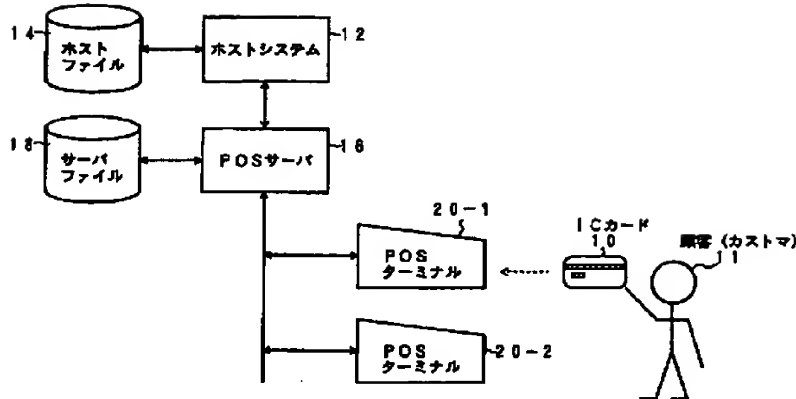 14
ホスト
ファイル
ホストシステム
12
18
サーバ
ファイル
POSサーバ
16
20-1
POS
ターミナル
ICカード
10
顧客(カストマ)
11
POS
ターミナル
20-2